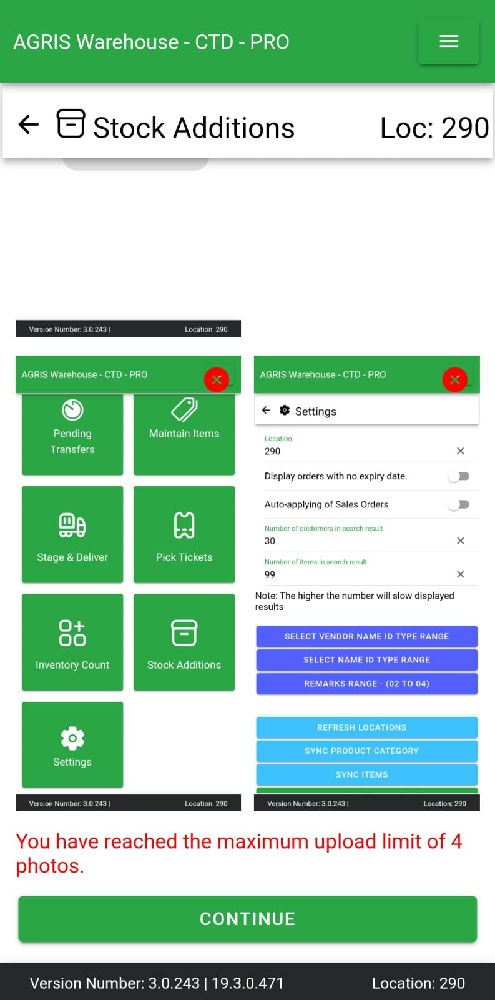 AGRIS Warehouse - CTD - PRO
Stock Additions Loc: 290
Version Number: 3.0.243 | Location: 290
AGRIS Warehouse - CTD - PRO
Pending
Transfers
Maintain Items
Stage & Deliver
Pick Tickets
Inventory Count
Stock Additions
Settings
Version Number: 3.0.243 | Location: 290
AGRIS Warehouse - CTD - PRO
Settings
Location
290
Display orders with no expiry date.
Auto-applying of Sales Orders
Number of customers in search result
30
Number of items in search result
99
Note: The higher the number will slow displayed
results
SELECT VENDOR NAME ID TYPE RANGE
SELECT NAME ID TYPE RANGE
REMARKS RANGE - (02 TO 04)
REFRESH LOCATIONS
SYNC PRODUCT CATEGORY
SYNC ITEMS
Version Number: 3.0.243 | Location: 290
You have reached the maximum upload limit of 4
photos.
CONTINUE
Version Number: 3.0.243 | 19.3.0.471 Location: 290